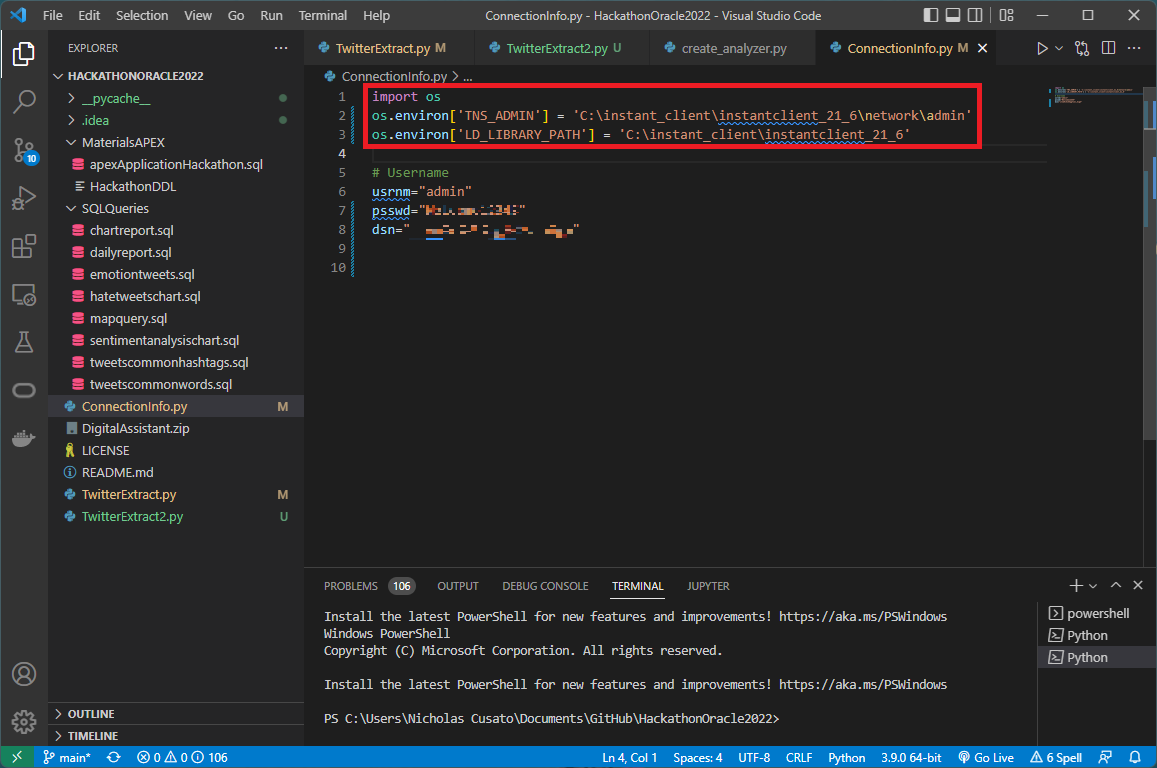 File Edit Selection View Go Run Terminal Help
ConnectionInfo.py - HackathonOracle2022 - Visual Studio Code
EXPLORER
HACKATHONORACLE2022
__pycache__
.idea
MaterialsAPEX
apexApplicationHackathon.sql
HackathonDDL
SQLQueries
chartreport.sql
dailyreport.sql
emotiontweets.sql
hatetweetschart.sql
mapquery.sql
sentimentanalysischart.sql
tweetscommonhashtags.sql
tweetscommonwords.sql
ConnectionInfo.py M
DigitalAssistant.zip
LICENSE
README.md
TwitterExtract.py M
TwitterExtract2.py U
OUTLINE
TIMELINE
10
TwitterExtract.py M TwitterExtract2.py U create_analyzer.py ConnectionInfo.py M
ConnectionInfo.py > ...
1 import os
2 os.environ['TNS_ADMIN'] = 'C:\instant_client\instantclient_21_6\network\admin'
3 os.environ['LD_LIBRARY_PATH'] = 'C:\instant_client\instantclient_21_6'
4
5 # Username
6 usrnm="admin"
7 psswd=" "
8 dsn=" "
9
10
PROBLEMS 106 OUTPUT DEBUG CONSOLE TERMINAL JUPYTER
Install the latest PowerShell for new features and improvements! https://aka.ms/PSWindows
Windows PowerShell
Copyright (C) Microsoft Corporation. All rights reserved.
Install the latest PowerShell for new features and improvements! https://aka.ms/PSWindows
PS C:\Users\Nicholas Cusato\Documents\GitHub\HackathonOracle2022>
powershell
Python
Python
main* 0 0 106 Ln 4, Col 1 Spaces: 4 UTF-8 CRLF Python 3.9.0 64-bit Go Live 6 Spell